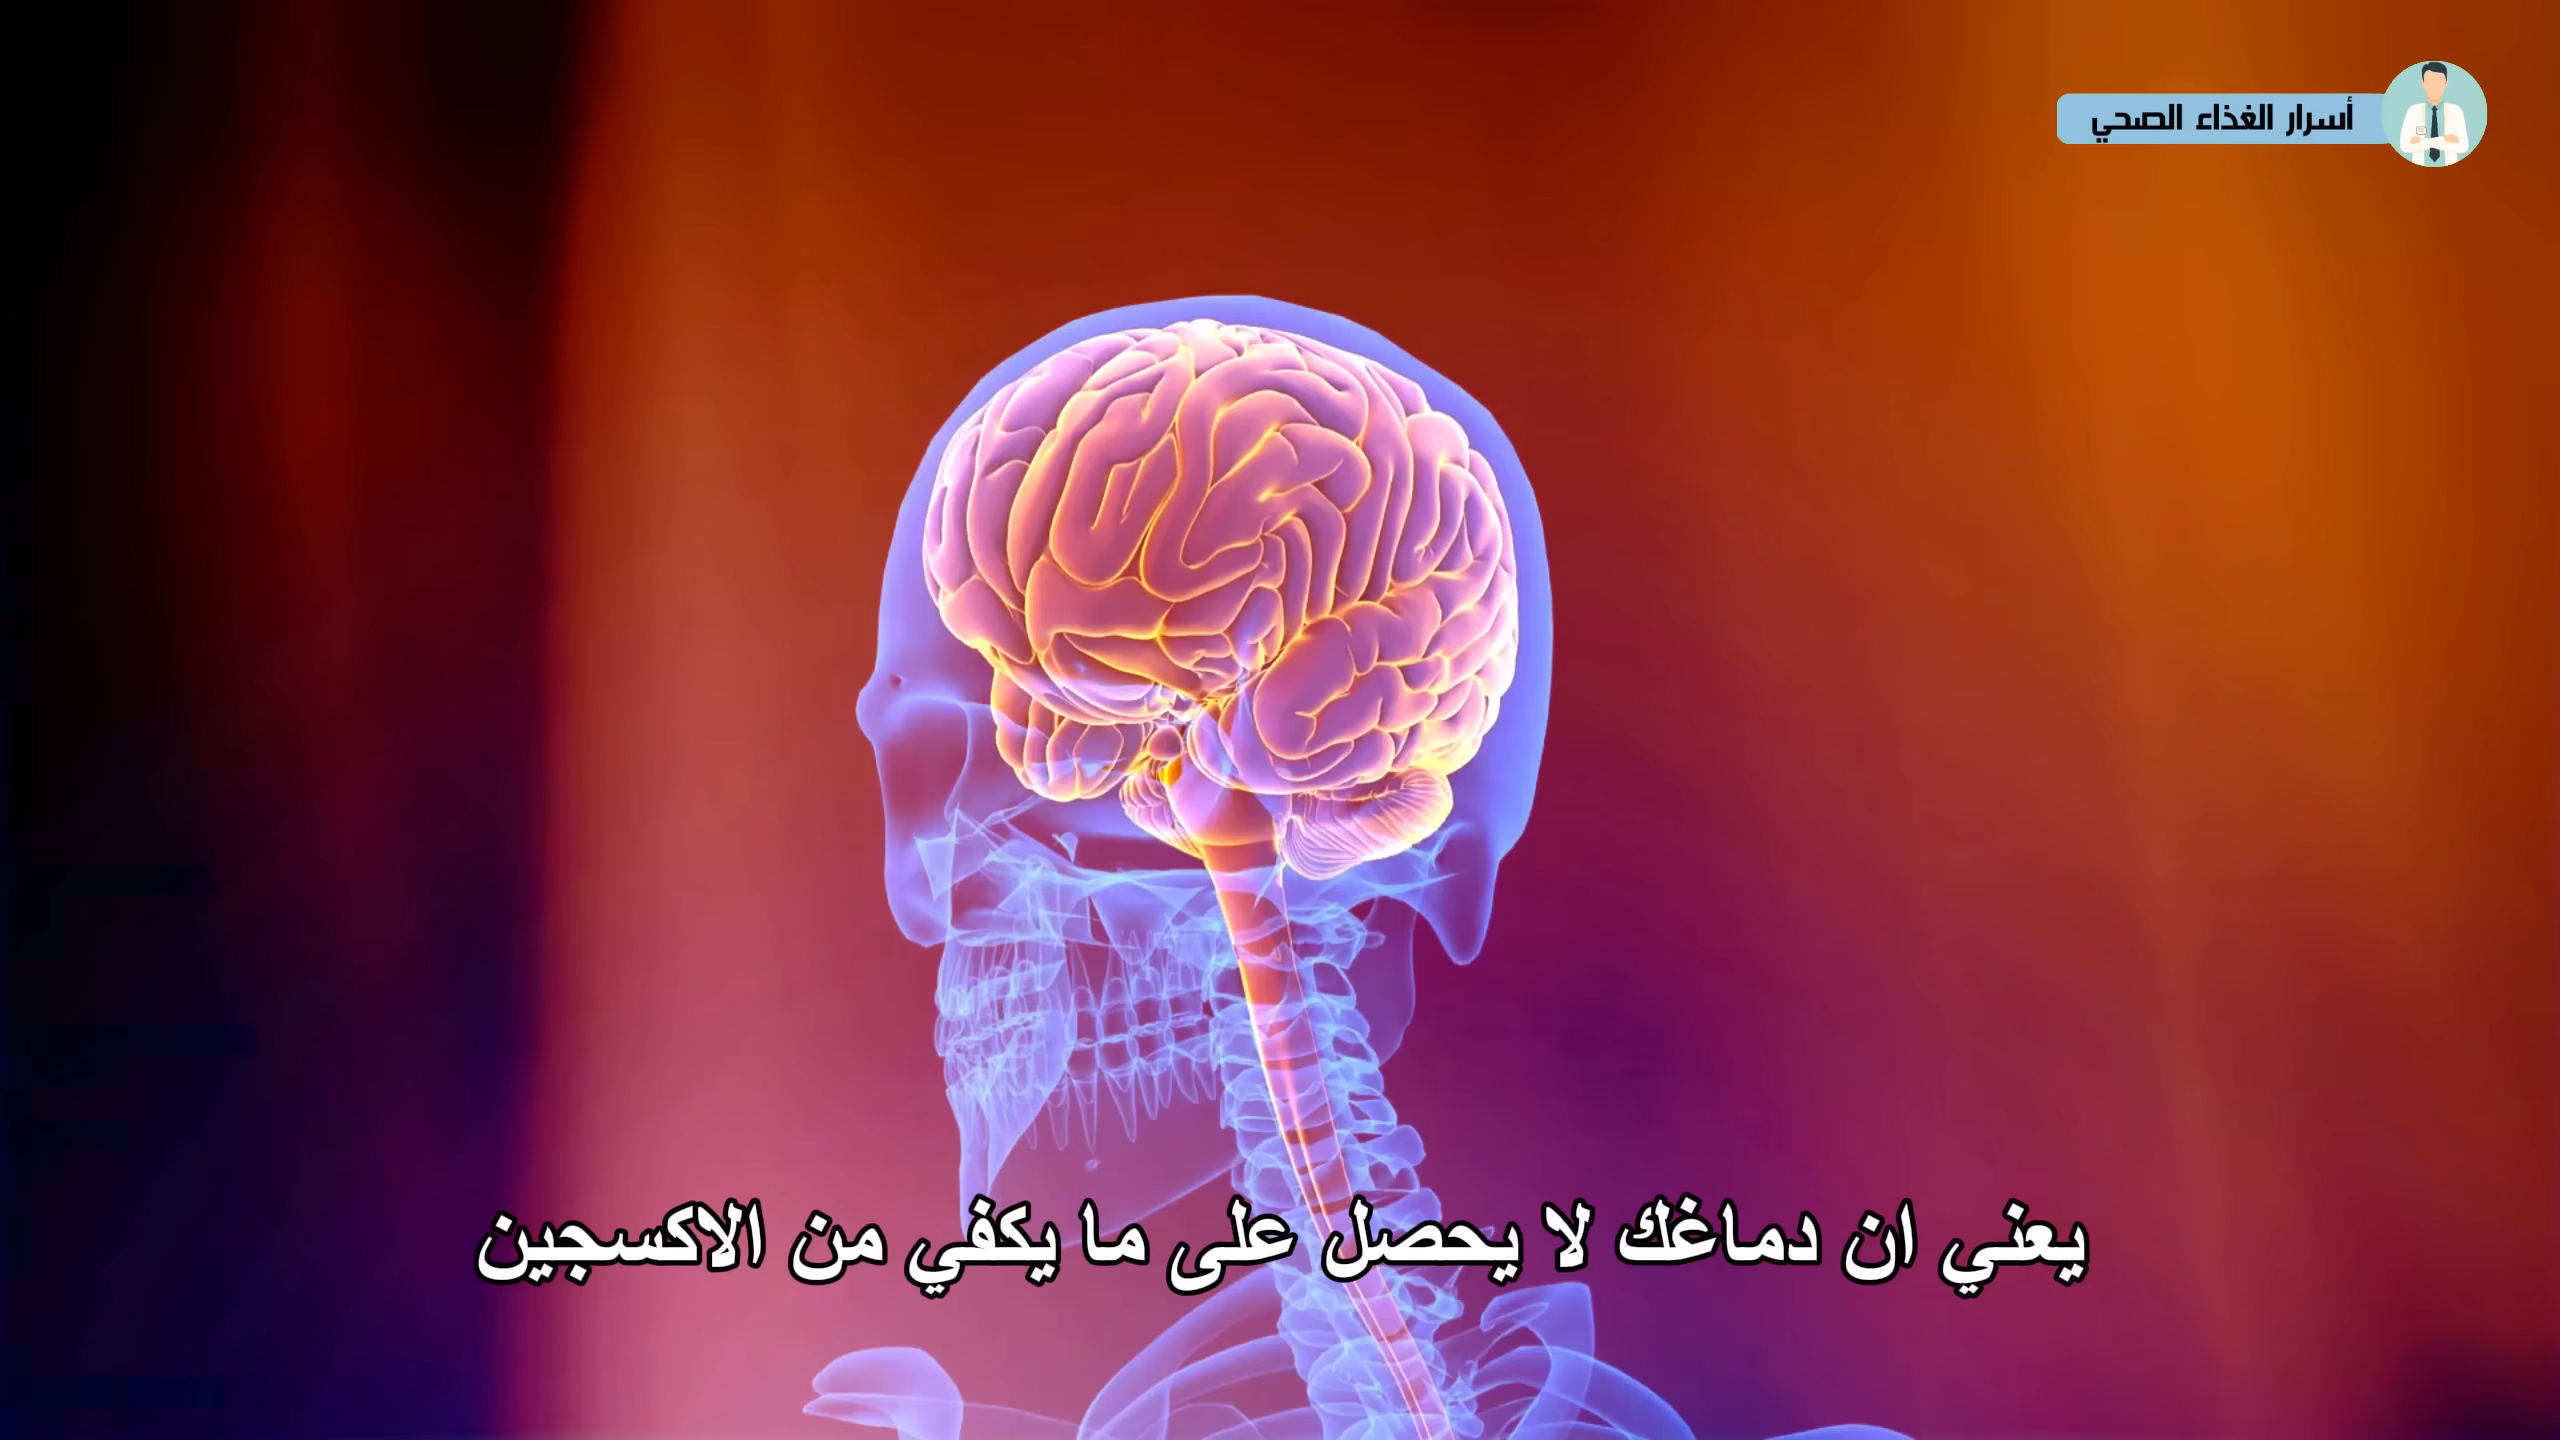 أسرار الغذاء الصحي
يعني ان دماغك لا يحصل على ما يكفي من الاكسجين